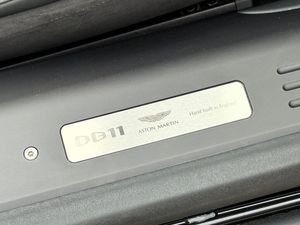 DB11
ASTON MARTIN
Hand built in England